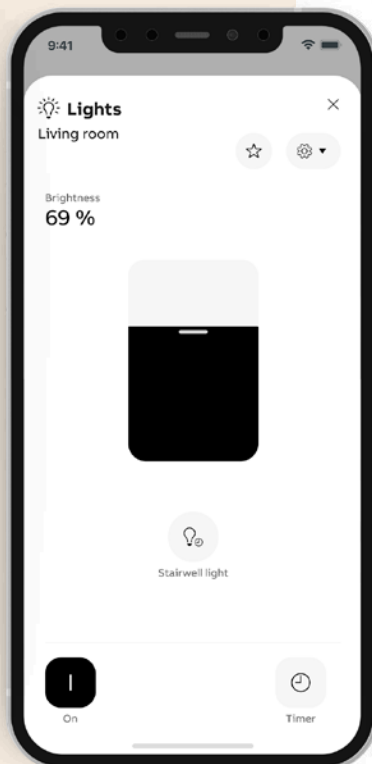 9:41
Lights
Living room
Brightness
69 %
Stairwell light
On
Timer